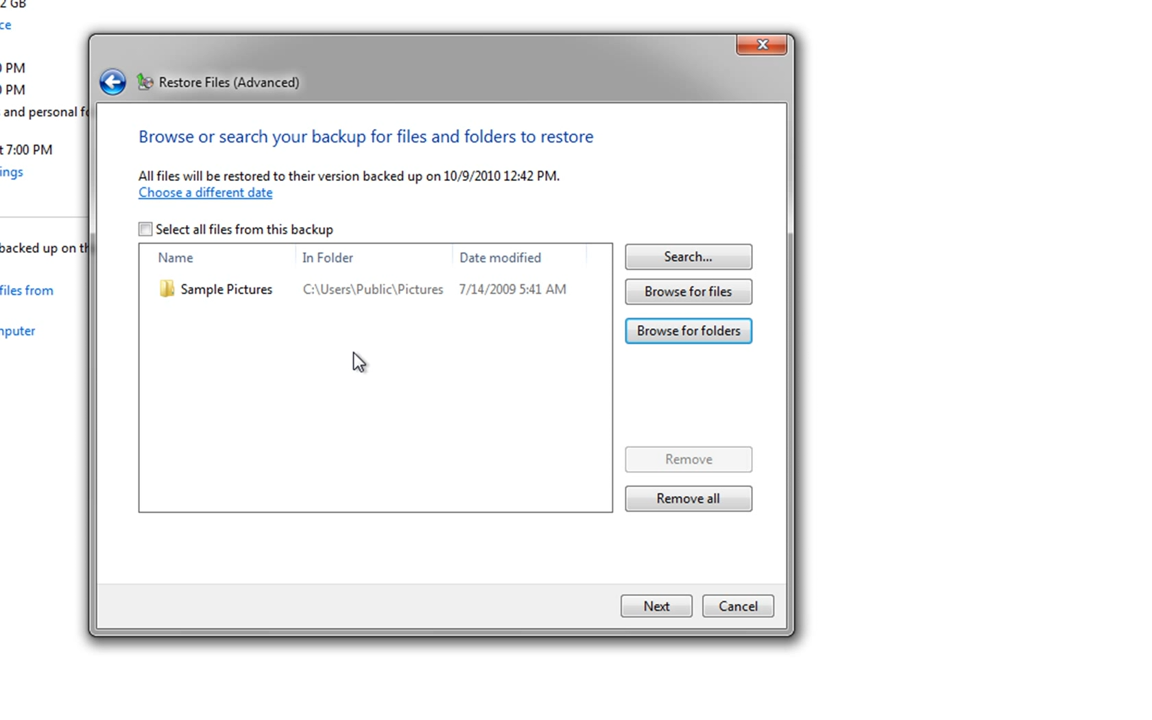 2 GB
ce
0 PM
0 PM
and personal fo
t 7:00 PM
ings
backed up on th
files from
mputer
Restore Files (Advanced)
Browse or search your backup for files and folders to restore
All files will be restored to their version backed up on 10/9/2010 12:42 PM.
Choose a different date
Select all files from this backup
Name In Folder Date modified
Sample Pictures C:\Users\Public\Pictures 7/14/2009 5:41 AM
Search...
Browse for files
Browse for folders
Remove
Remove all
Next Cancel